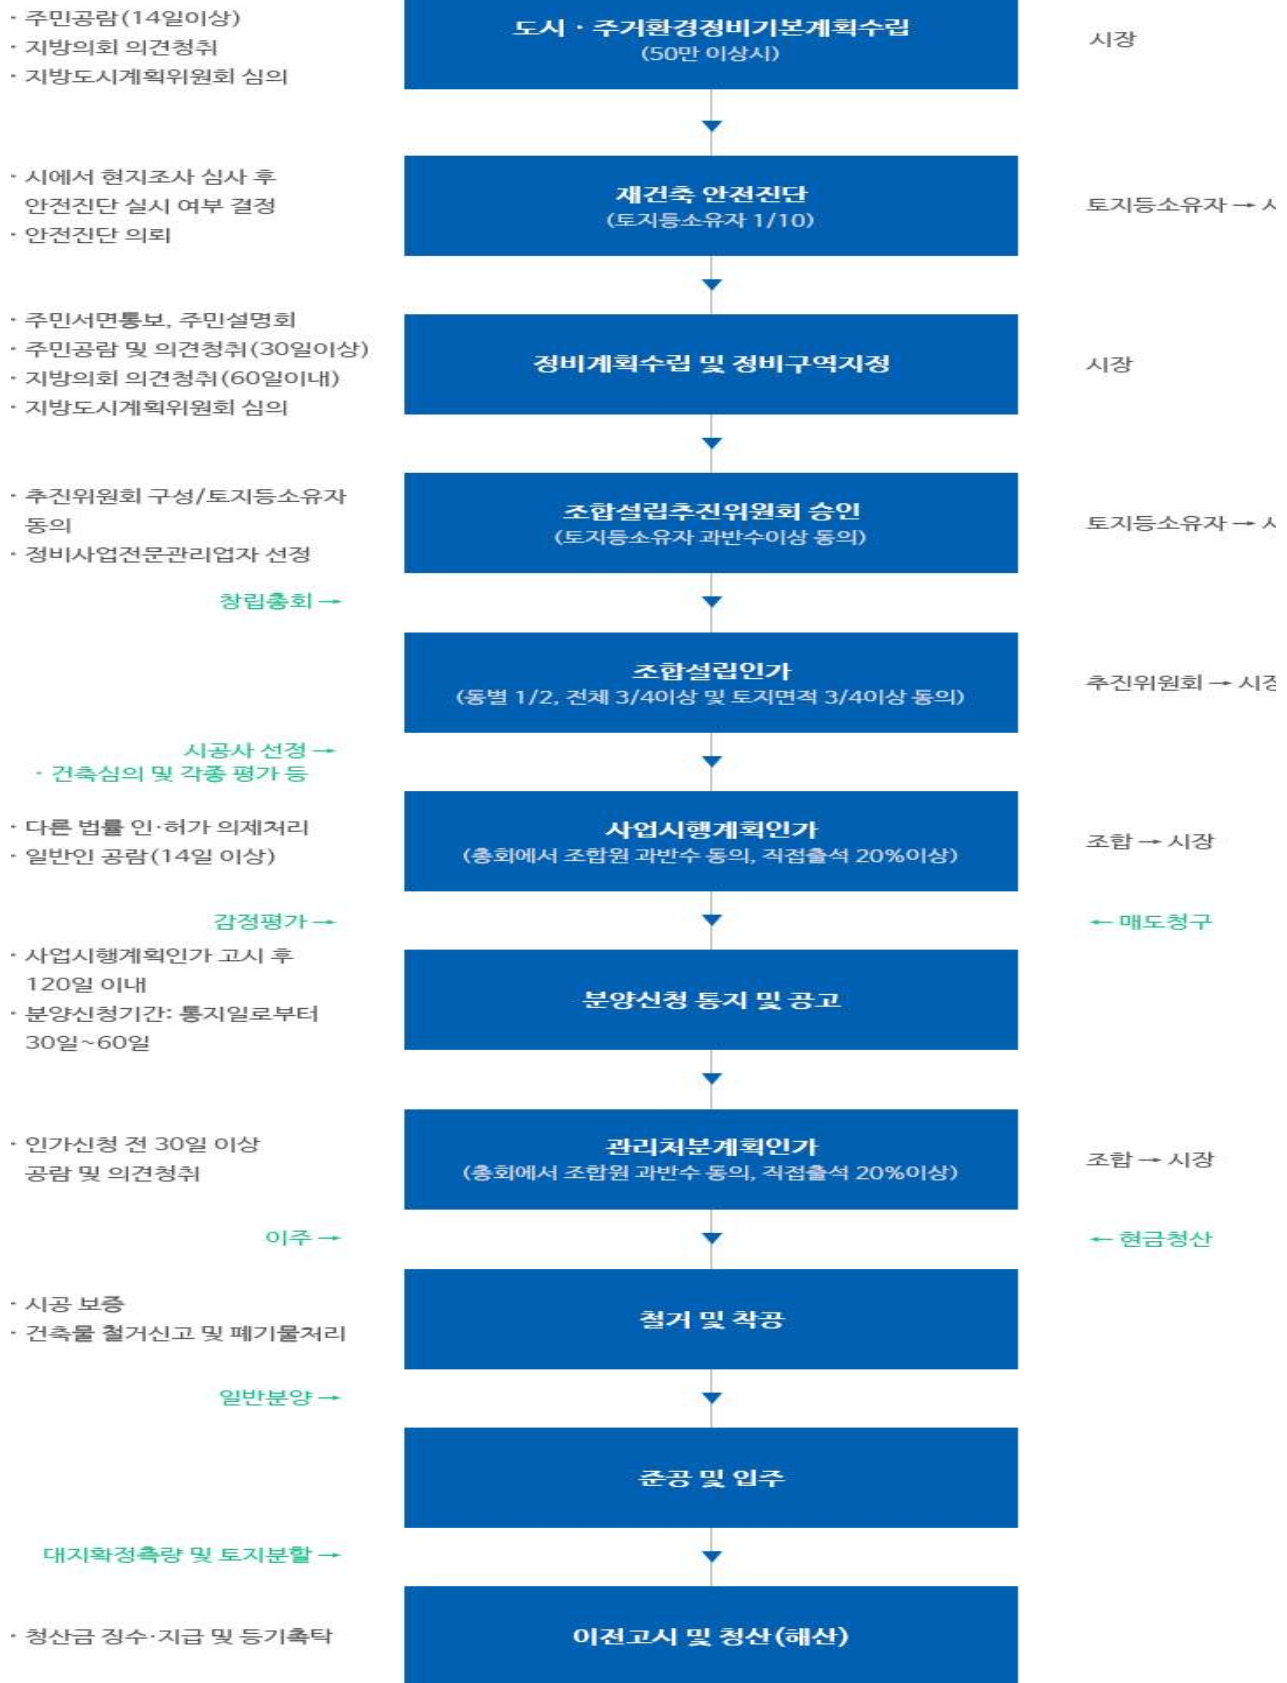 · 주민공람(14일이상)
· 지방의회 의견청취
· 지방도시계획위원회 심의
도시 · 주거환경정비기본계획수립
(50만 이상시)
시장
· 시에서 현지조사 심사 후
안전진단 실시 여부 결정
· 안전진단 의뢰
재건축 안전진단
(토지등소유자 1/10)
토지등소유자 →
· 주민서면통보, 주민설명회
· 주민공람 및 의견청취(30일이상)
· 지방의회 의견청취(60일이내)
· 지방도시계획위원회 심의
정비계획수립 및 정비구역지정
시장
· 추진위원회 구성/토지등소유자
동의
· 정비사업전문관리업자 선정
조합설립추진위원회 승인
(토지등소유자 과반수이상 동의)
토지등소유자 →
창립총회 →
조합설립인가
(동별 1/2, 전체 3/4이상 및 토지면적 3/4이상 동의)
추진위원회 → 시장
시공사 선정 →
· 건축심의 및 각종 평가 등
· 다른 법률 인·허가 의제처리
· 일반인 공람(14일 이상)
사업시행계획인가
(총회에서 조합원 과반수 동의, 직접출석 20%이상)
조합 → 시장
감정평가 →
← 매도청구
· 사업시행계획인가 고시 후
120일 이내
· 분양신청기간: 통지일로부터
30일~60일
분양신청 통지 및 공고
· 인가신청 전 30일 이상
공람 및 의견청취
관리처분계획인가
(총회에서 조합원 과반수 동의, 직접출석 20%이상)
조합 → 시장
이주 →
← 현금청산
· 시공 보증
· 건축물 철거신고 및 폐기물처리
철거 및 착공
일반분양 →
준공 및 입주
대지확정측량 및 토지분할 →
· 청산금 징수·지급 및 등기촉탁
이전고시 및 청산(해산)